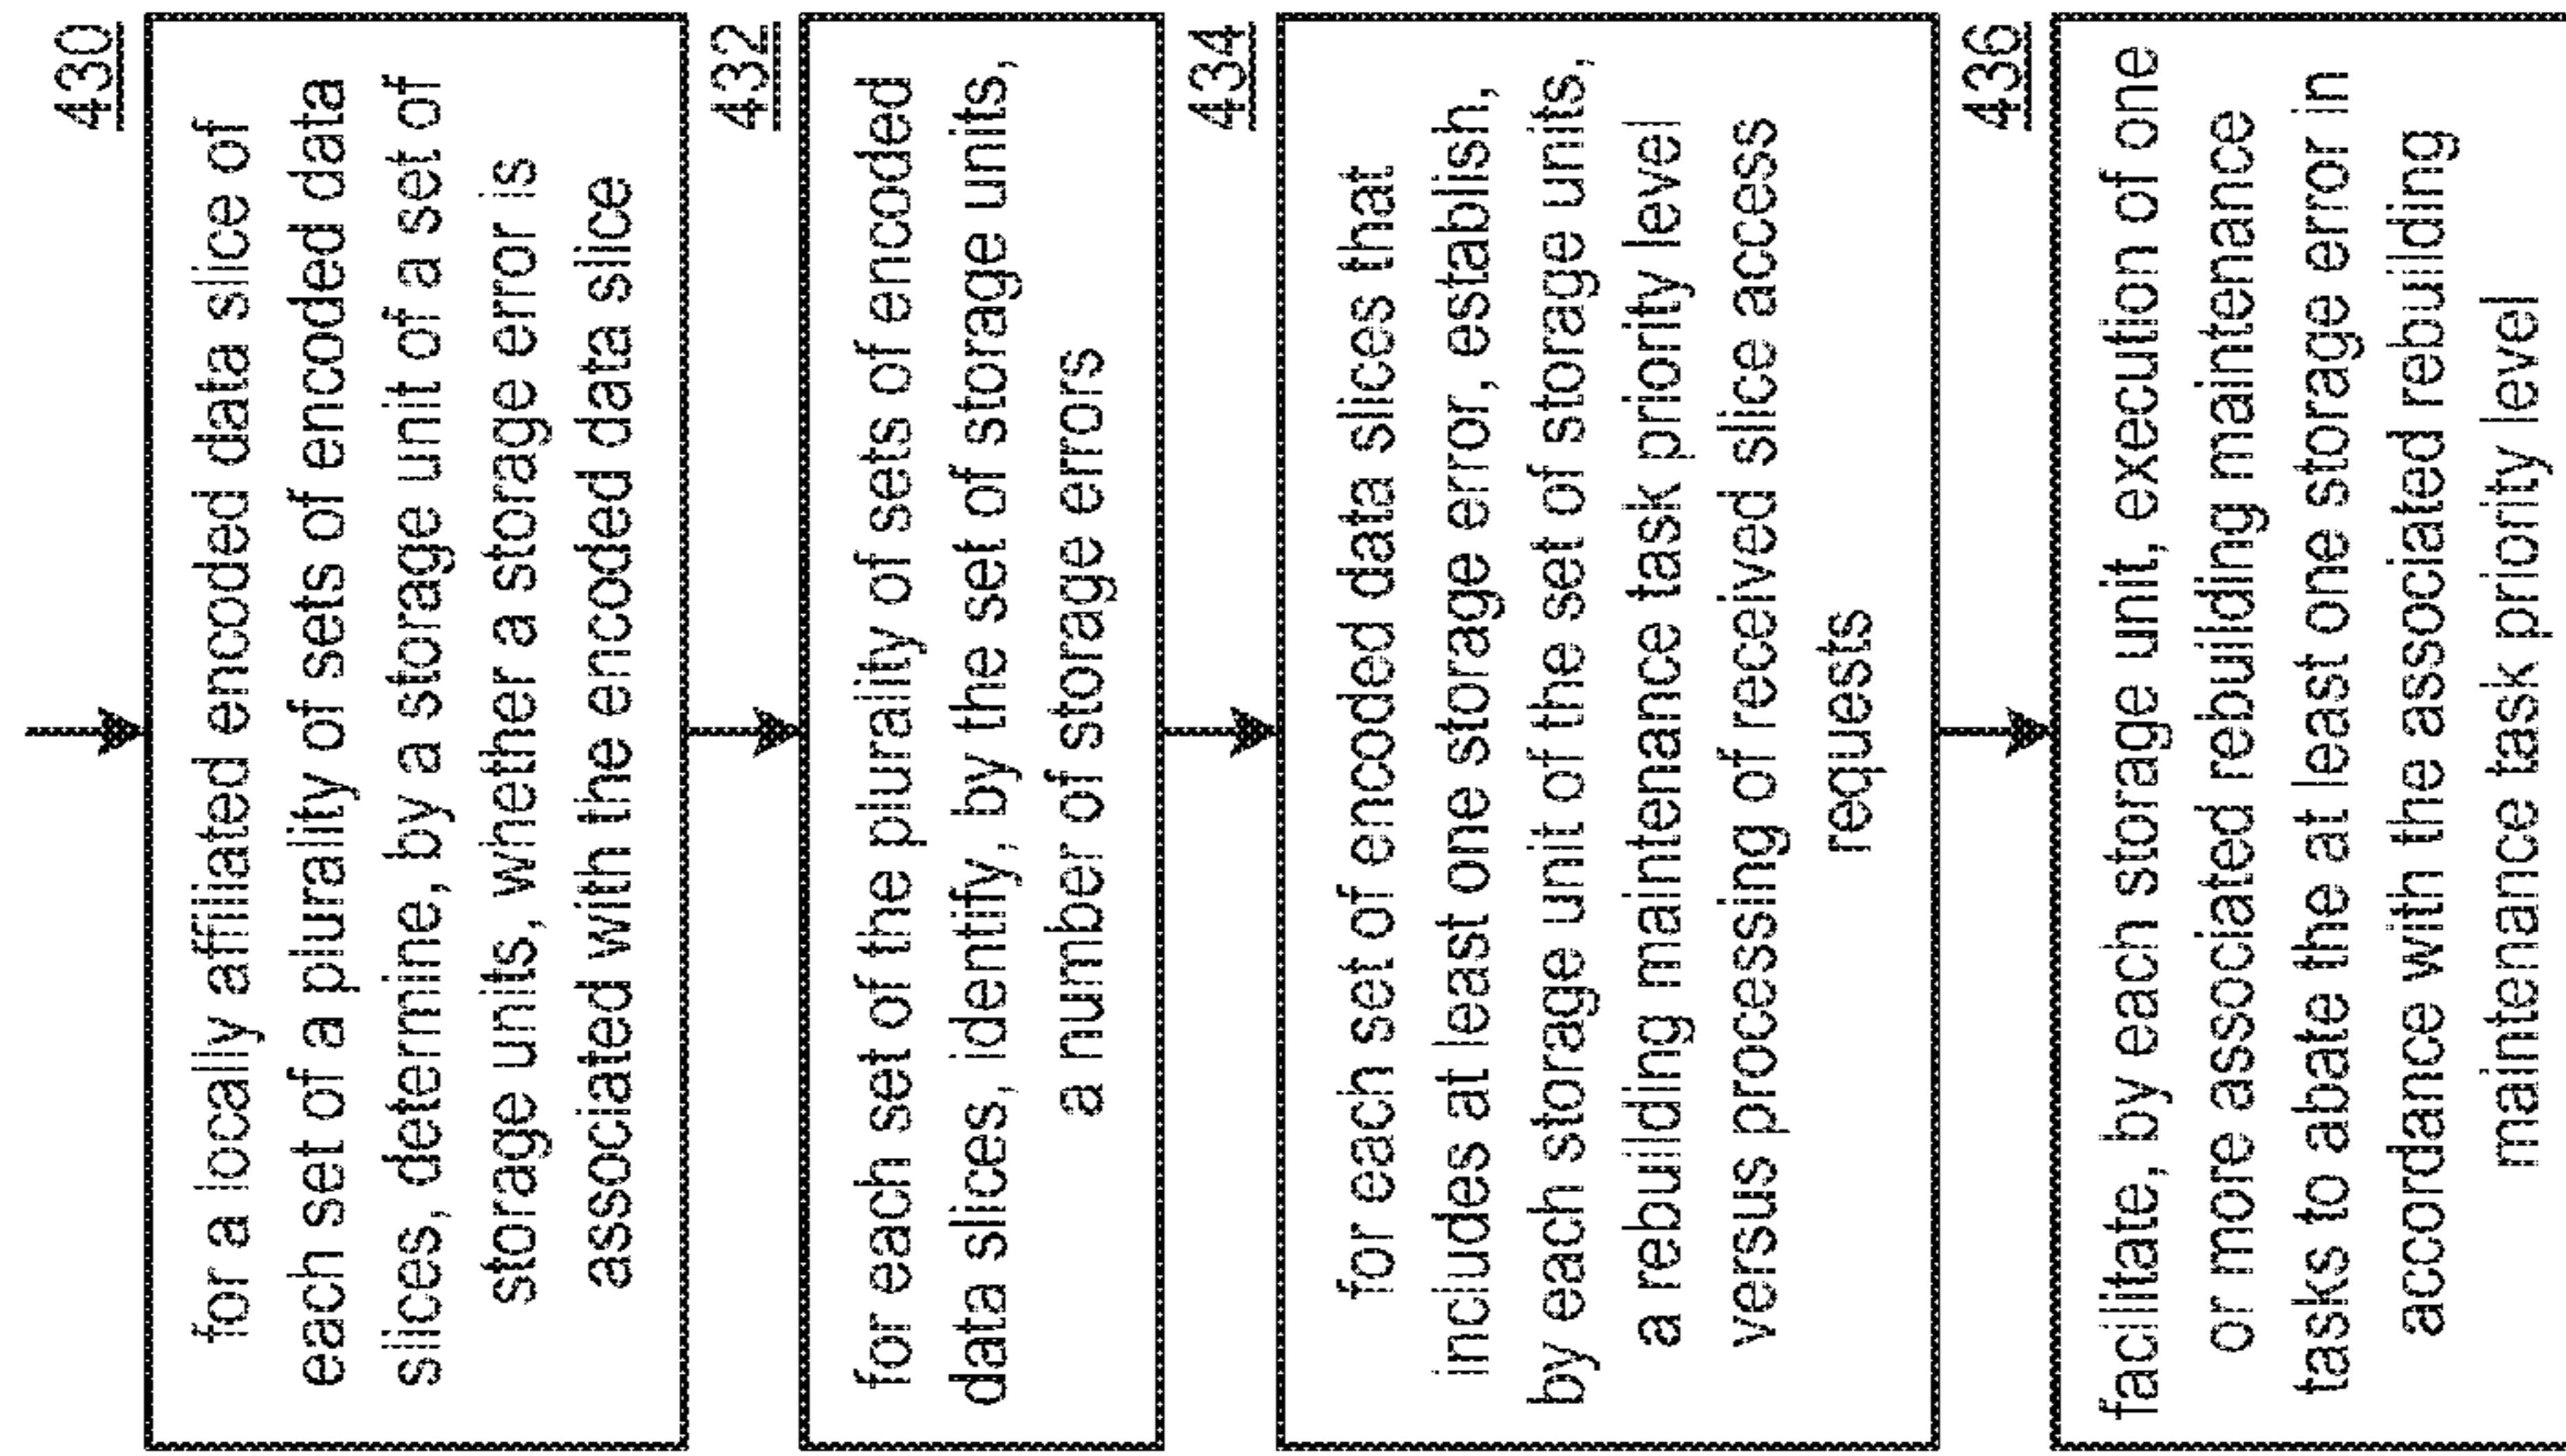 430
for a locally affiliated encoded data slice of
each set of a plurality of sets of encoded data
slices, determine, by a storage unit of a set of
storage units, whether a storage error is
associated with the encoded data slice
432
for each set of the plurality of sets of encoded
data slices, identify, by the set of storage units,
a number of storage errors
434
for each set of encoded data slices that
includes at least one storage error, establish,
by each storage unit of the set of storage units,
a rebuilding maintenance task priority level
versus processing of received slice access
requests
436
facilitate, by each storage unit, execution of one
or more associated rebuilding maintenance
tasks to abate the at least one storage error in
accordance with the associated rebuilding
maintenance task priority level